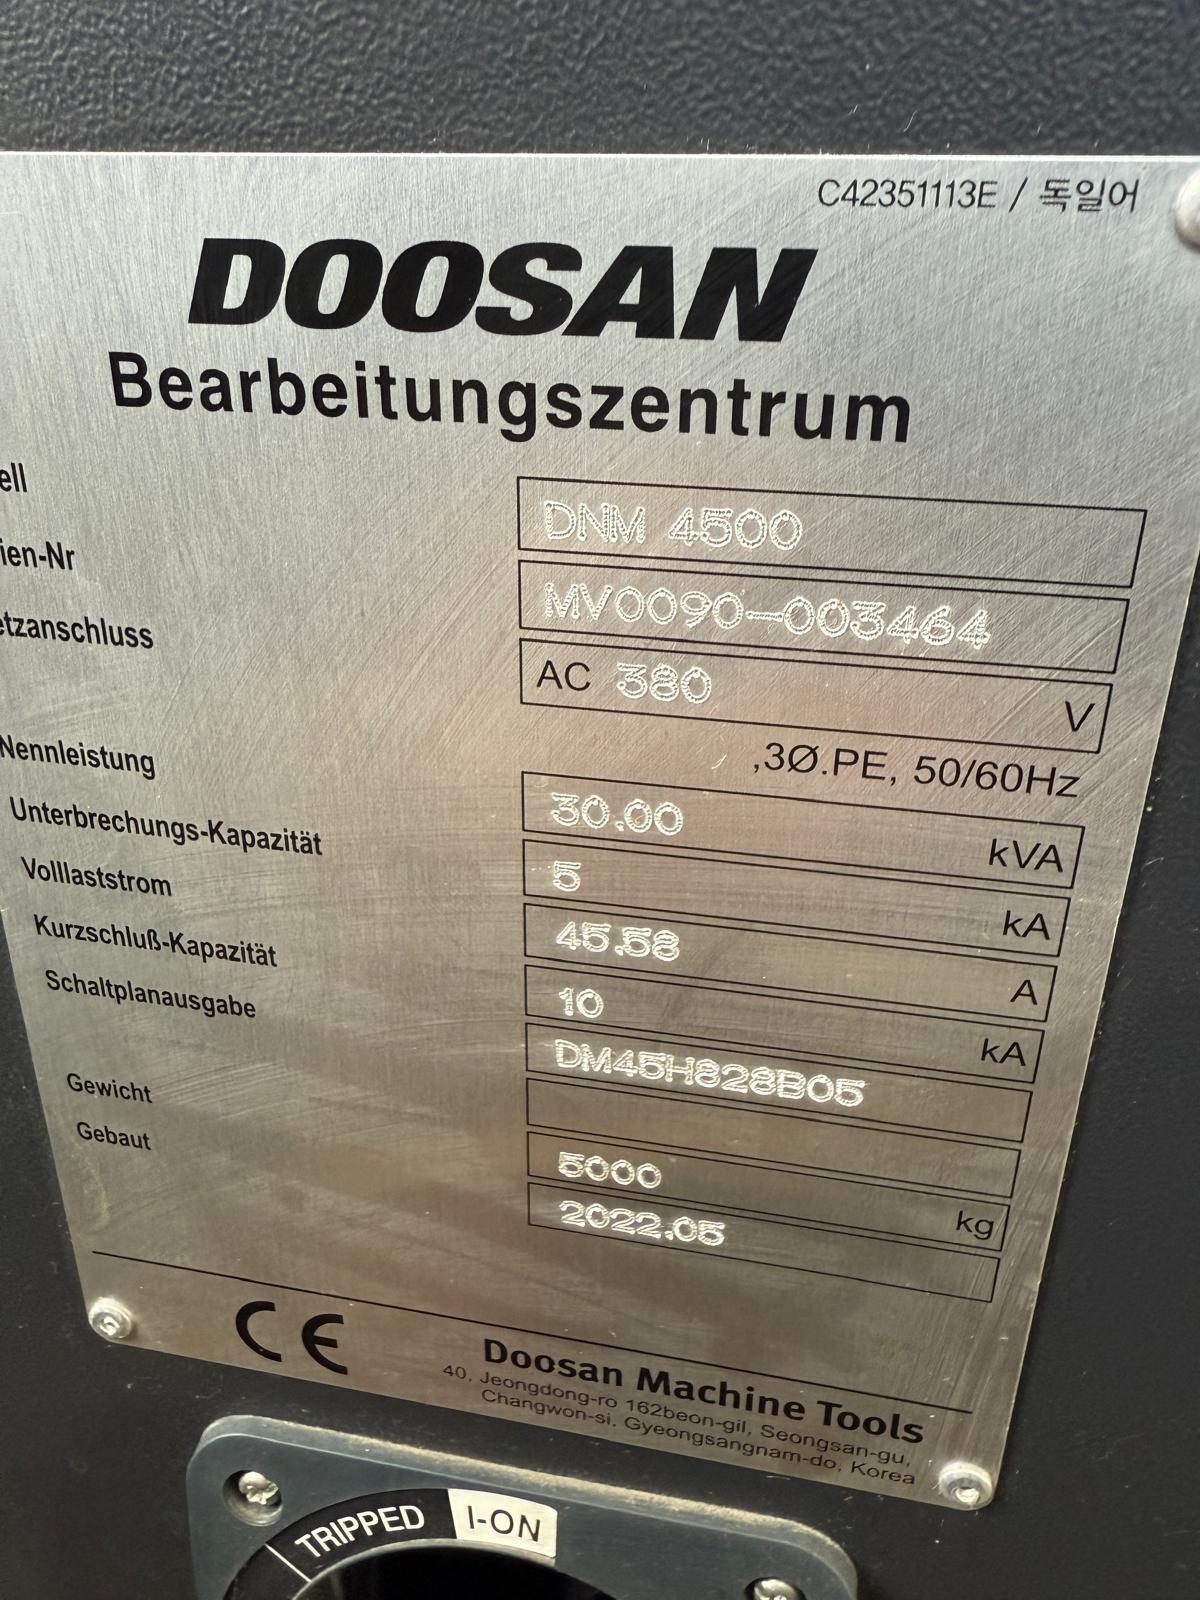 C42351113E / 독일어
DOOSAN
Bearbeitungszentrum
ell DNM 4500
ien-Nr MV0090-003464
etzanschluss AC 380 V
,3Ø.PE, 50/60Hz
Nennleistung 30.00 kVA
Unterbrechungs-Kapazität 5 kA
Volllaststrom 45.58 A
Kurzschluß-Kapazität 10 kA
Schaltplanausgabe DM45H828B05
Gewicht 5000 kg
Gebaut 2022.05
CE
Doosan Machine Tools
40, Jeongdong-ro 162beon-gil, Seongsan-gu,
Changwon-si, Gyeongsangnam-do, Korea
TRIPPED I-ON